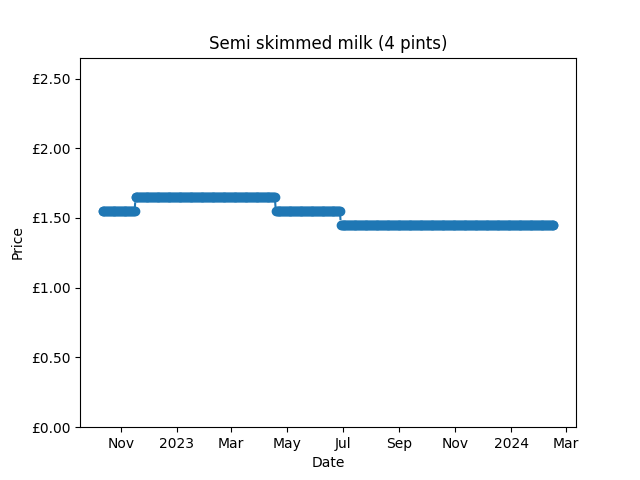 Semi skimmed milk (4 pints)
£2.50
£2.00
£1.50
£1.00
£0.50
£0.00
Price
Nov 2023 Mar May Jul Sep Nov 2024 Mar
Date